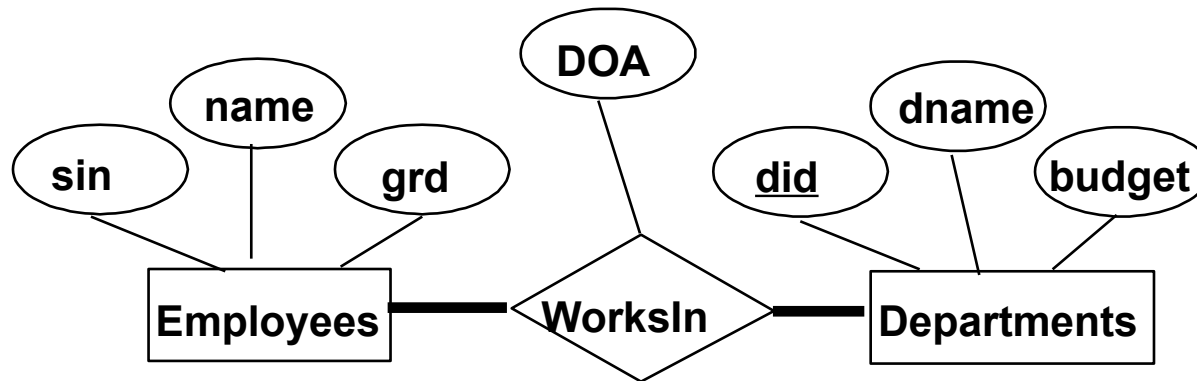 DOA
name
dname
sin
grd
did
budget
Employees
WorksIn
Departments